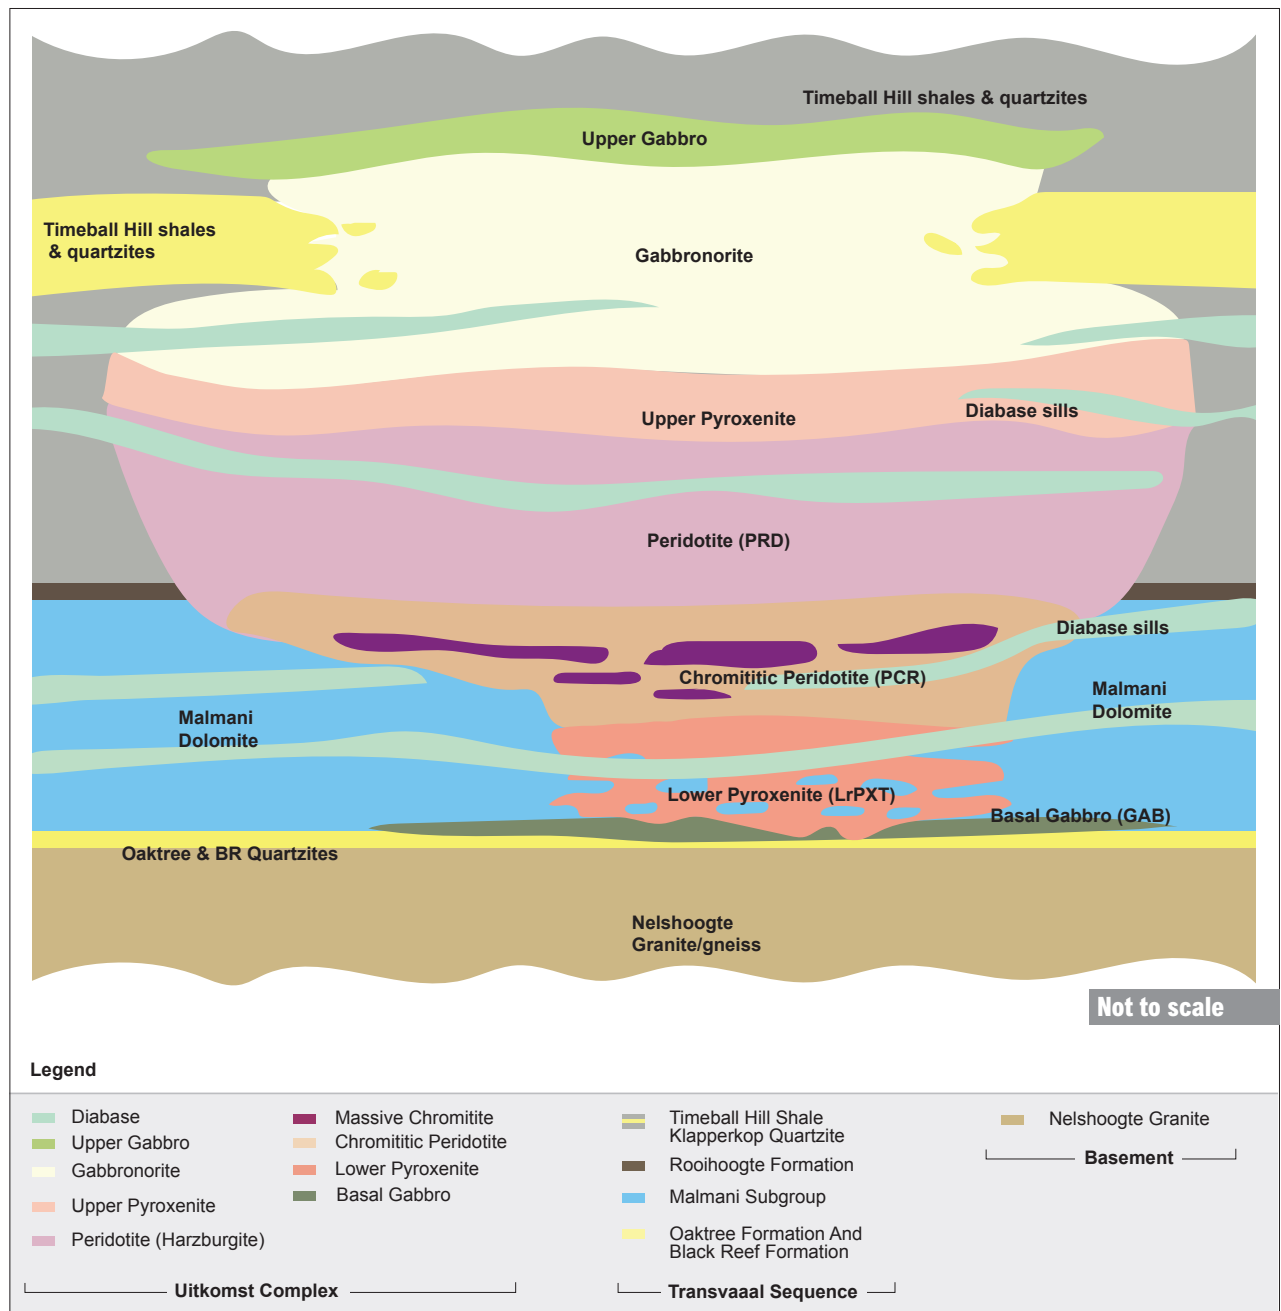 Timeball Hill shales & quartzites
Upper Gabbro
Timeball Hill shales
& quartzites
Gabbronorite
Upper Pyroxenite
Diabase sills
Peridotite (PRD)
Diabase sills
Chromititic Peridotite (PCR)
Malmani
Dolomite
Malmani
Dolomite
Lower Pyroxenite (LrPXT)
Basal Gabbro (GAB)
Oaktree & BR Quartzites
Nelshoogte
Granite/gneiss
Not to scale
Legend
Diabase
Upper Gabbro
Gabbronorite
Upper Pyroxenite
Peridotite (Harzburgite)
Massive Chromitite
Chromititic Peridotite
Lower Pyroxenite
Basal Gabbro
Uitkomst Complex
Timeball Hill Shale
Klapperkop Quartzite
Rooihoogte Formation
Malmani Subgroup
Oaktree Formation And
Black Reef Formation
Transvaaal Sequence
Nelshoogte Granite
Basement